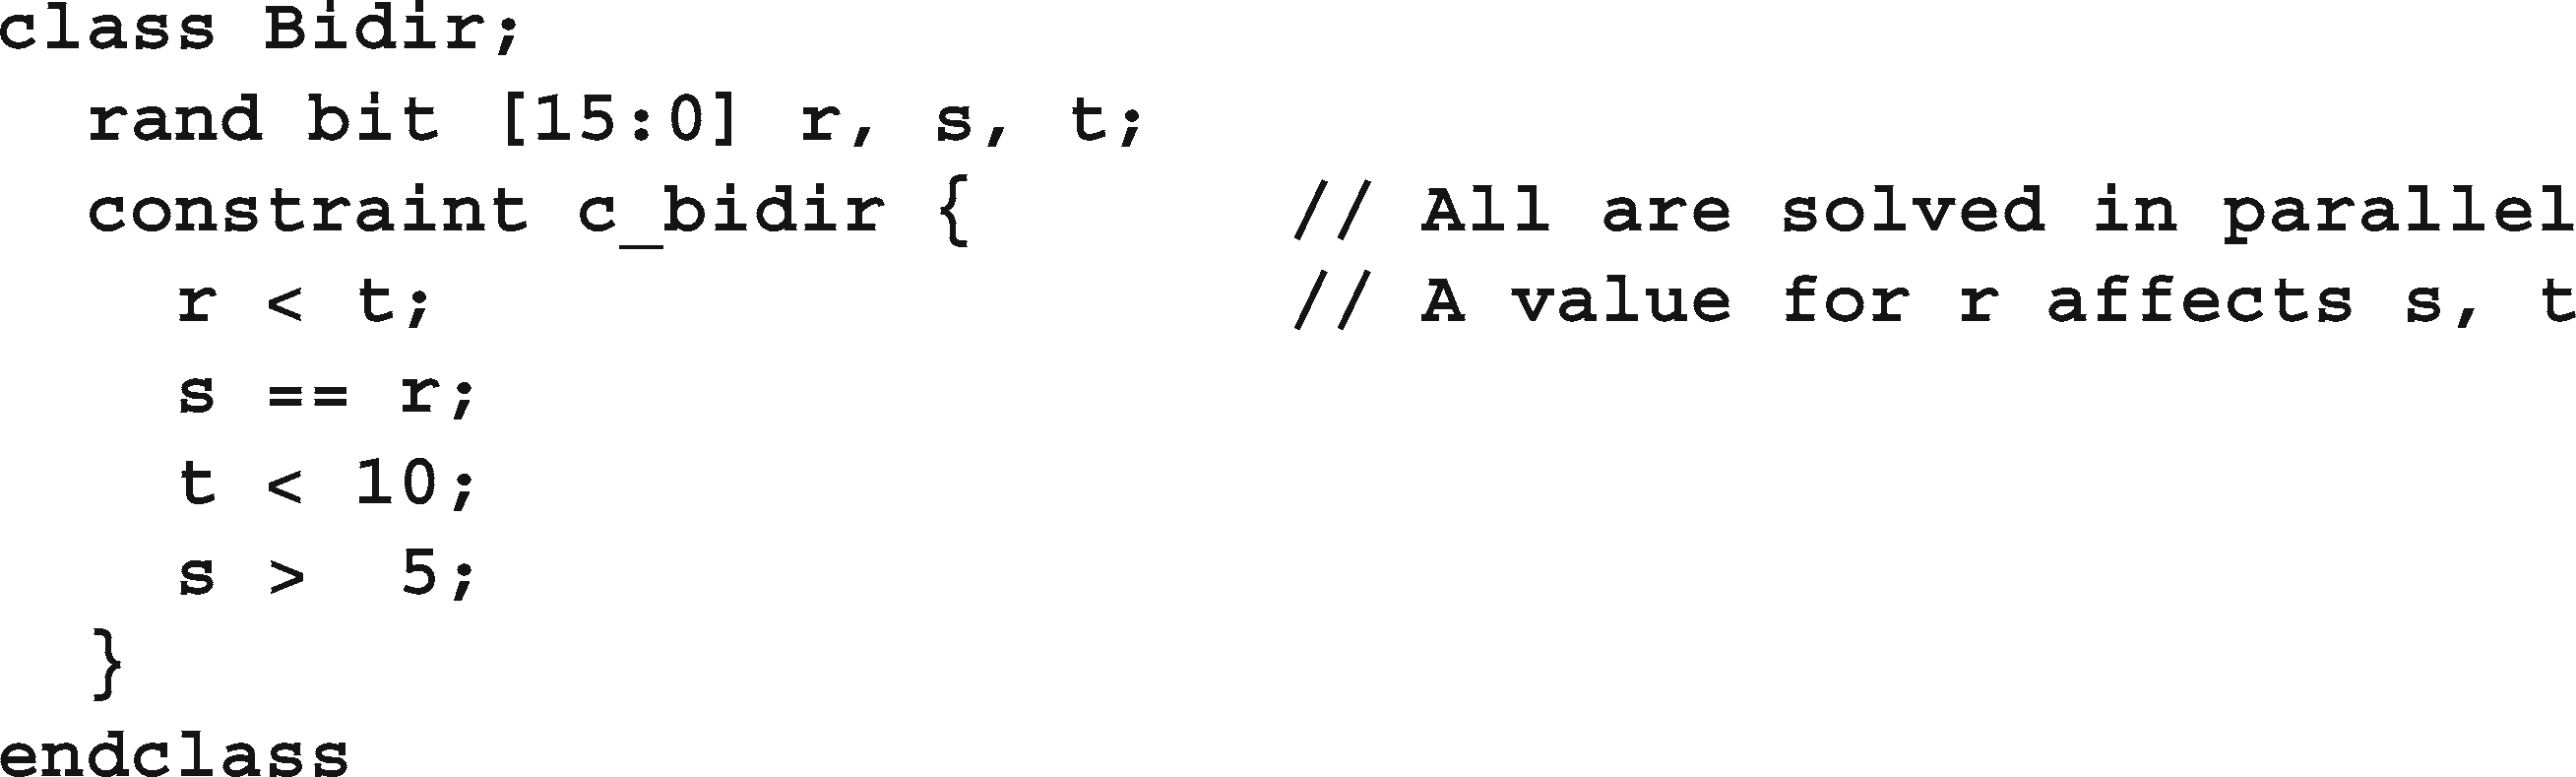 class Bidir;
  rand bit [15:0] r, s, t;
  constraint c_bidir {        // All are solved in parallel
    r < t;                    // A value for r affects s, t
    s == r;
    t < 10;
    s >  5;
  }
endclass